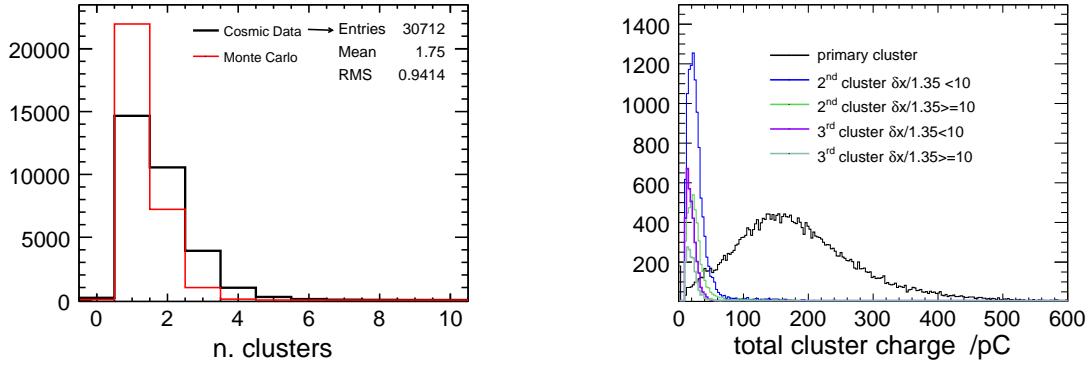 20000
15000
10000
5000
0
Cosmic Data
Monte Carlo
Entries 30712
Mean 1.75
RMS 0.9414
0 2 4 6 8 10
n. clusters
1400
1200
1000
800
600
400
200
primary cluster
2nd cluster δx/1.35 <10
2nd cluster δx/1.35>=10
3rd cluster δx/1.35<10
3rd cluster δx/1.35>=10
0 100 200 300 400 500 600
total cluster charge /pC